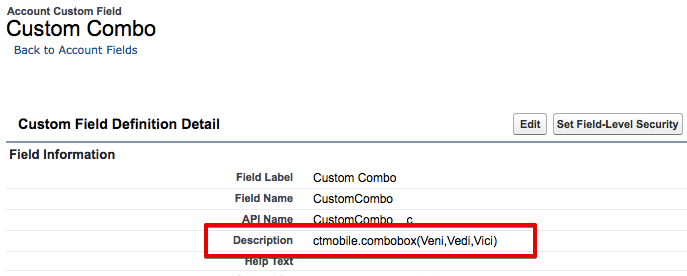 Account Custom Field
Custom Combo
Back to Account Fields
Custom Field Definition Detail Edit Set Field-Level Security
Field Information
Field Label Custom Combo
Field Name CustomCombo
API Name CustomCombo__c
Description ctmobile.combobox(Veni,Vedi,Vici)
Help Text